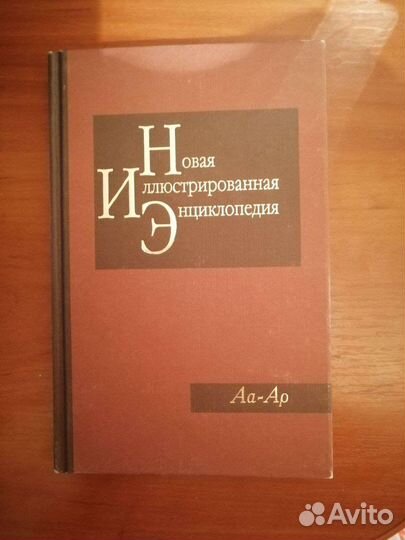 Новая
Иллюстрированная
Энциклопедия
Аа-Ар
Avito